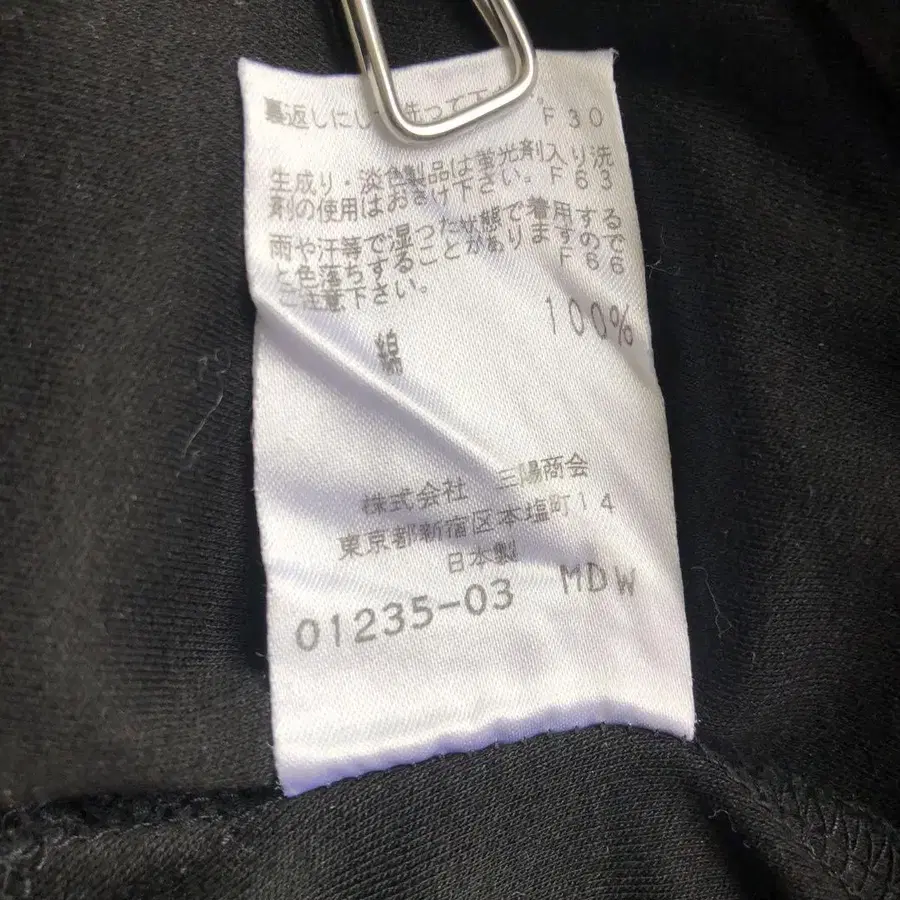 裏返しにし 洗って下 。 F30
生成り・淡色製品は蛍光剤入り洗
剤の使用はおさけ下さい。F63
雨や汗等で湿った状態で着用する
と色落ちすることがありますので
ご注意下さい。 F66
綿 100%
株式会社 三陽商会
東京都新宿区本塩町14
日本製
01235-03 MDW